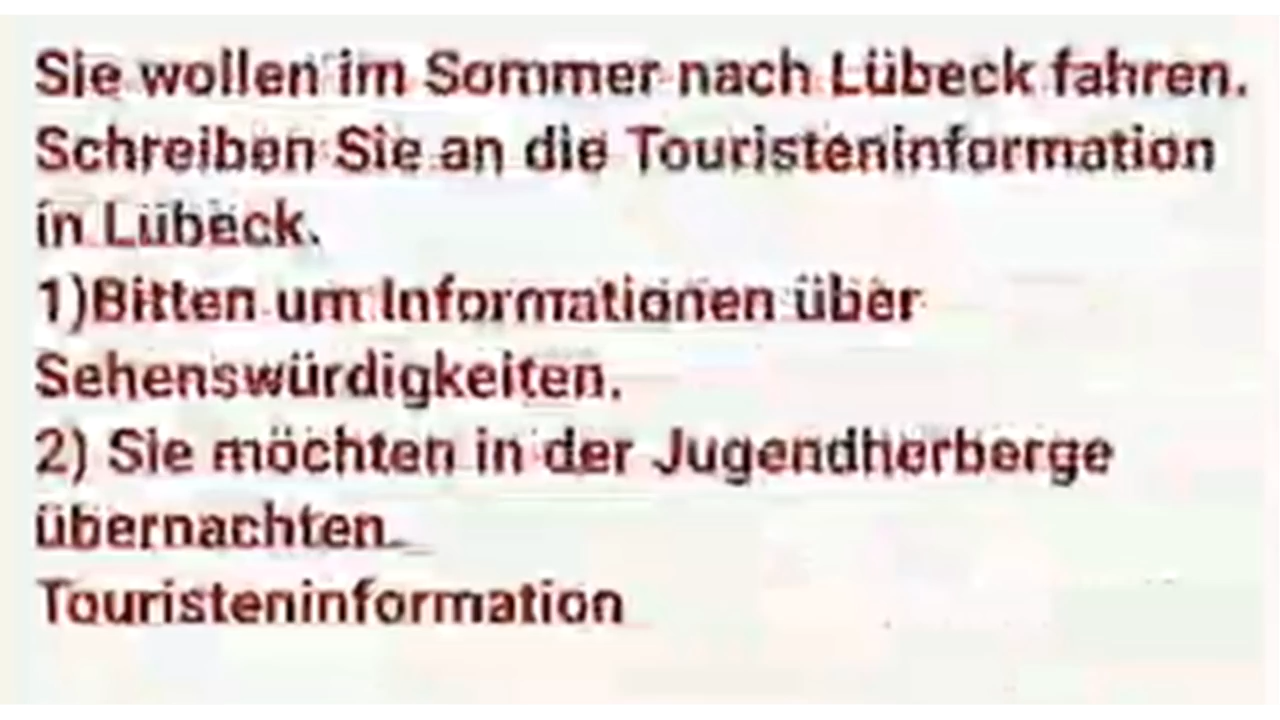 Sie wollen im Sommer nach Lübeck fahren.
Schreiben Sie an die Touristeninformation
in Lübeck.
1)Bitten um Informationen über
Sehenswürdigkeiten.
2) Sie möchten in der Jugendherberge
übernachten.
Touristeninformation